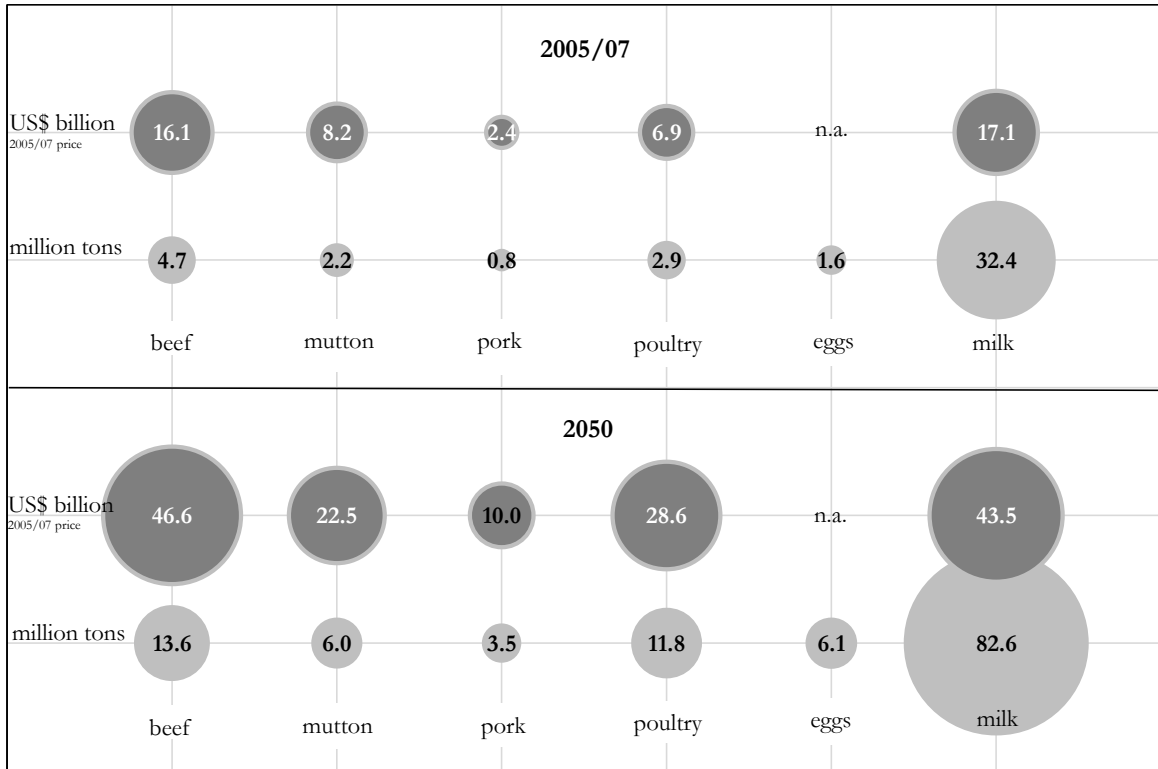 2005/07
US$ billion
2005/07 price
16.1 8.2 2.4 6.9 n.a. 17.1
million tons
4.7 2.2 0.8 2.9 1.6 32.4
beef mutton pork poultry eggs milk
2050
US$ billion
2005/07 price
46.6 22.5 10.0 28.6 n.a. 43.5
million tons
13.6 6.0 3.5 11.8 6.1 82.6
beef mutton pork poultry eggs milk